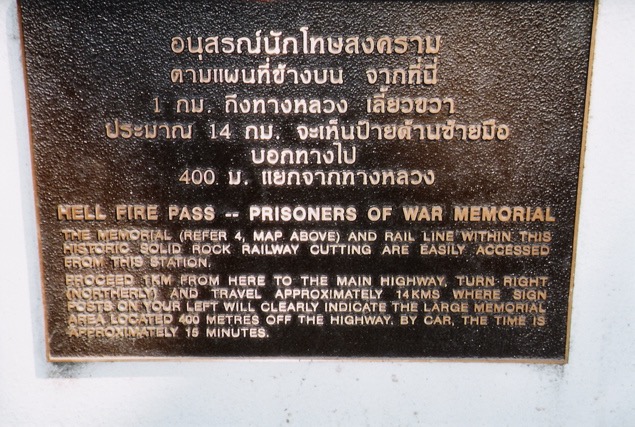 อนุสรณ์นักโทษสงคราม
ตามแผนที่ข้างบน จากที่นี่
1 กม. ถึงทางหลวง เลี้ยวขวา
ประมาณ 14 กม. จะเห็นป้ายด้านซ้ายมือ
บอกทางไป
400 ม. แยกจากทางหลวง
HELL FIRE PASS -- PRISONERS OF WAR MEMORIAL
THE MEMORIAL (REFER 4, MAP ABOVE) AND RAIL LINE WITHIN THIS
HISTORIC SOLID ROCK RAILWAY CUTTING ARE EASILY ACCESSED
FROM THIS STATION.
PROCEED 1KM FROM HERE TO THE MAIN HIGHWAY, TURN RIGHT
(NORTHERLY) AND TRAVEL APPROXIMATELY 14KMS WHERE SIGN
POSTS ON YOUR LEFT WILL CLEARLY INDICATE THE LARGE MEMORIAL
AREA LOCATED 400 METRES OFF THE HIGHWAY. BY CAR, THE TIME IS
APPROXIMATELY 15 MINUTES.